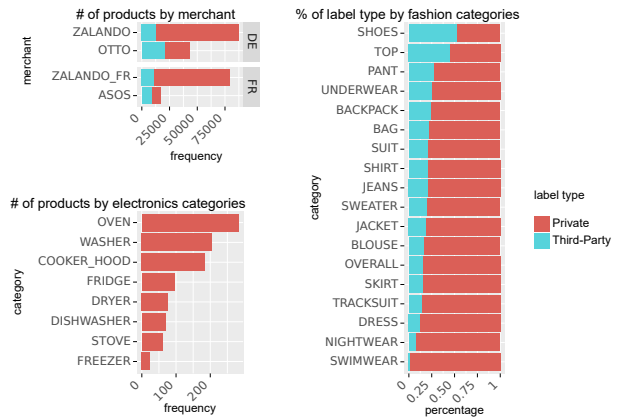 # of products by merchant
merchant
ZALANDO
OTTO
DE
ZALANDO_FR
ASOS
FR
0
25000
50000
75000
frequency
# of products by electronics categories
category
OVEN
WASHER
COOKER_HOOD
FRIDGE
DRYER
DISHWASHER
STOVE
FREEZER
0
100
200
frequency
% of label type by fashion categories
category
SHOES
TOP
PANT
UNDERWEAR
BACKPACK
BAG
SUIT
SHIRT
JEANS
SWEATER
JACKET
BLOUSE
OVERALL
SKIRT
TRACKSUIT
DRESS
NIGHTWEAR
SWIMWEAR
0
0.25
0.50
0.75
1
percentage
label type
Private
Third-Party